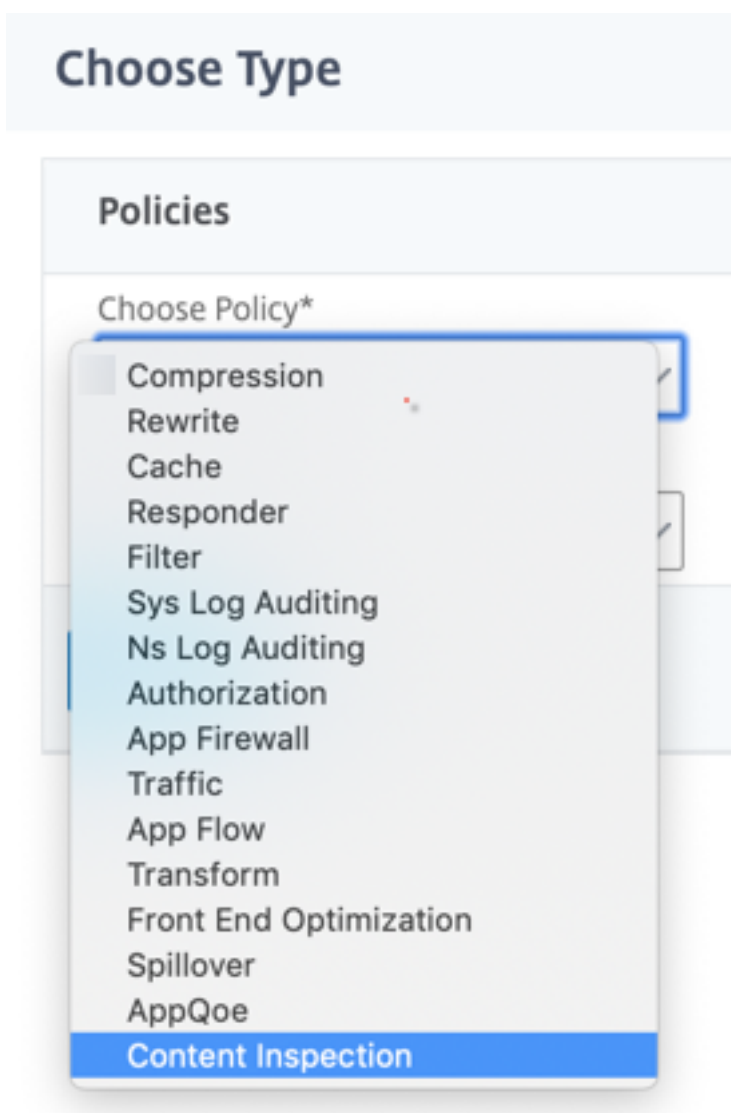 Choose Type
Policies
Choose Policy*
Compression
Rewrite
Cache
Responder
Filter
Sys Log Auditing
Ns Log Auditing
Authorization
App Firewall
Traffic
App Flow
Transform
Front End Optimization
Spillover
AppQoe
Content Inspection